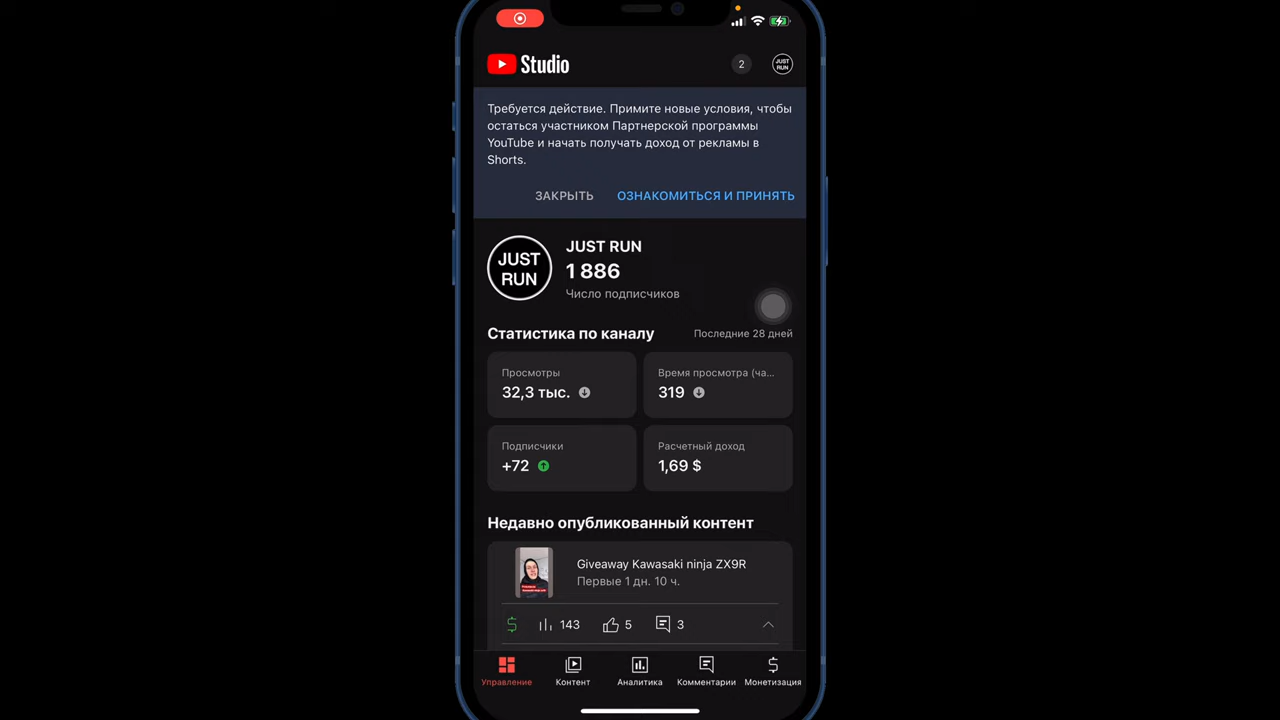 Studio
2
JUST RUN
Требуется действие. Примите новые условия, чтобы
остаться участником Партнерской программы
YouTube и начать получать доход от рекламы в
Shorts.
ЗАКРЫТЬ ОЗНАКОМИТЬСЯ И ПРИНЯТЬ
JUST
RUN
JUST RUN
1 886
Число подписчиков
Статистика по каналу Последние 28 дней
Просмотры
32,3 тыс.
Время просмотра (ча...
319
Подписчики
+72
Расчетный доход
1,69 $
Недавно опубликованный контент
Giveaway Kawasaki ninja ZX9R
Первые 1 дн. 10 ч.
143 5 3
Управление Контент Аналитика Комментарии Монетизация